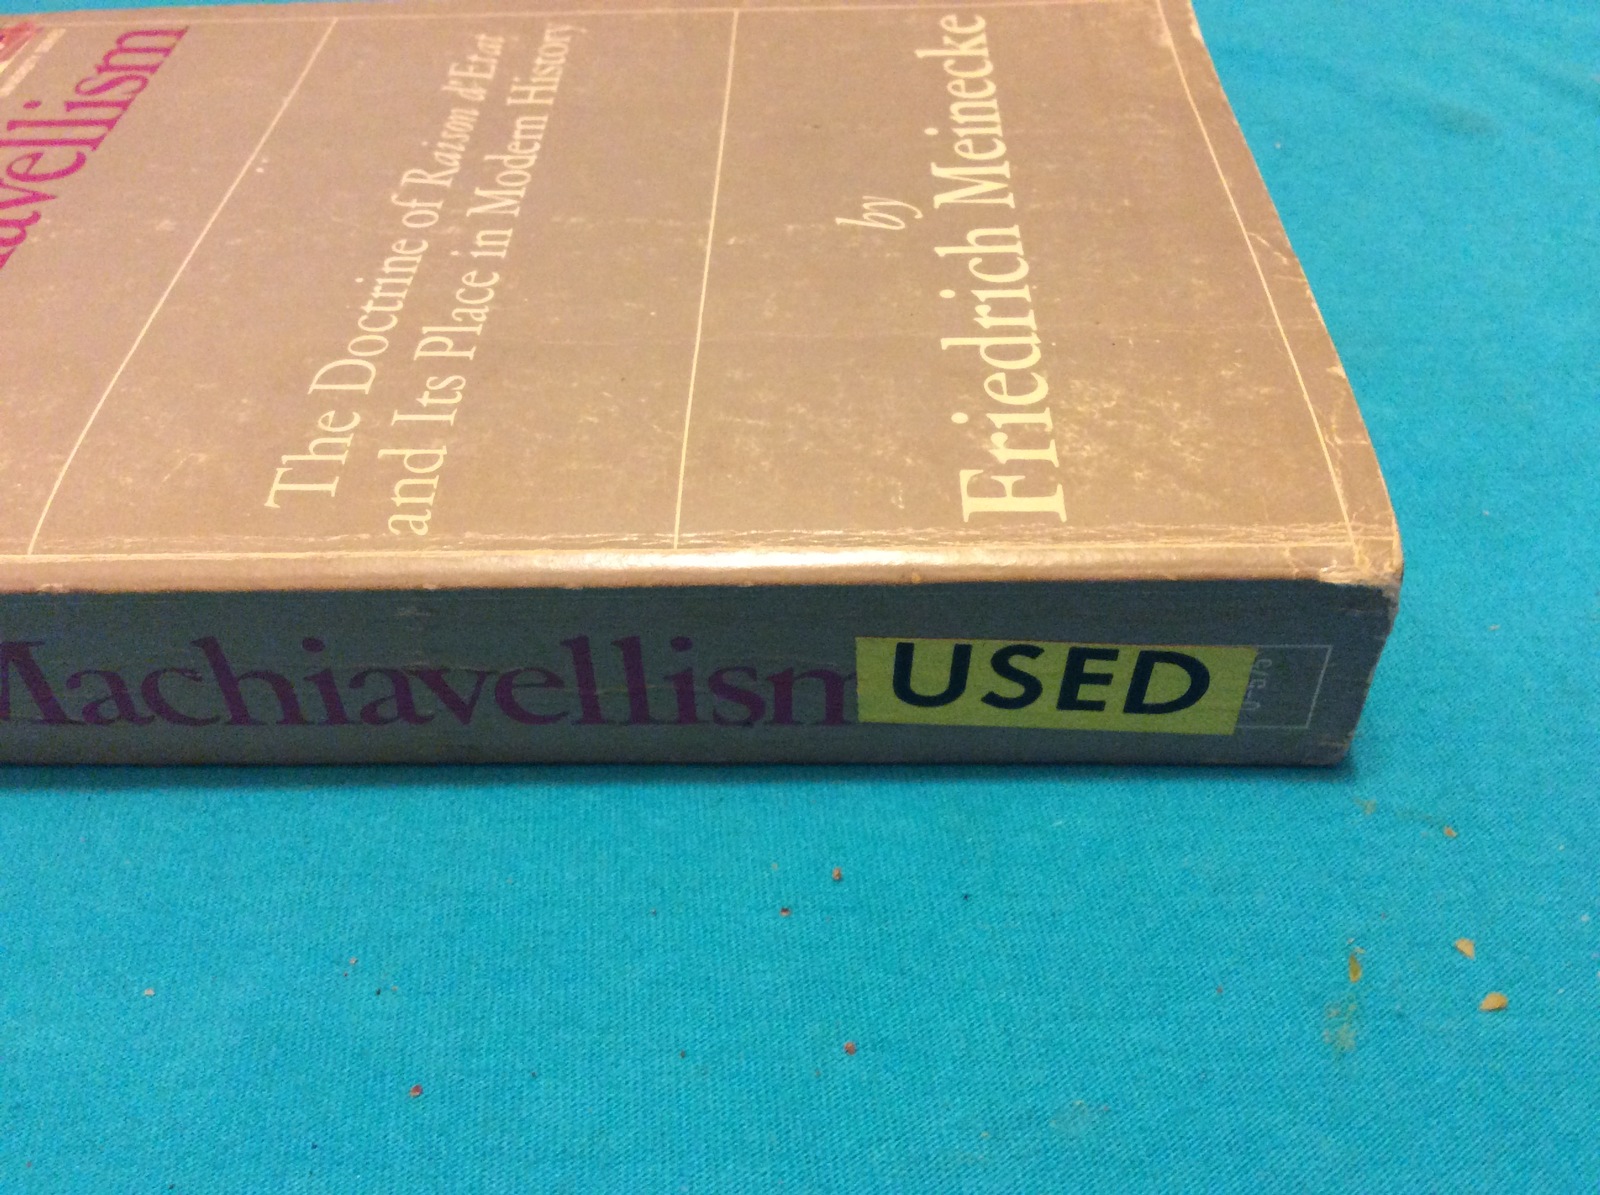 avellism
The Doctrine of Raison d'Etat
and Its Place in Modern History
by
Friedrich Meinecke
Machiavellism
USED